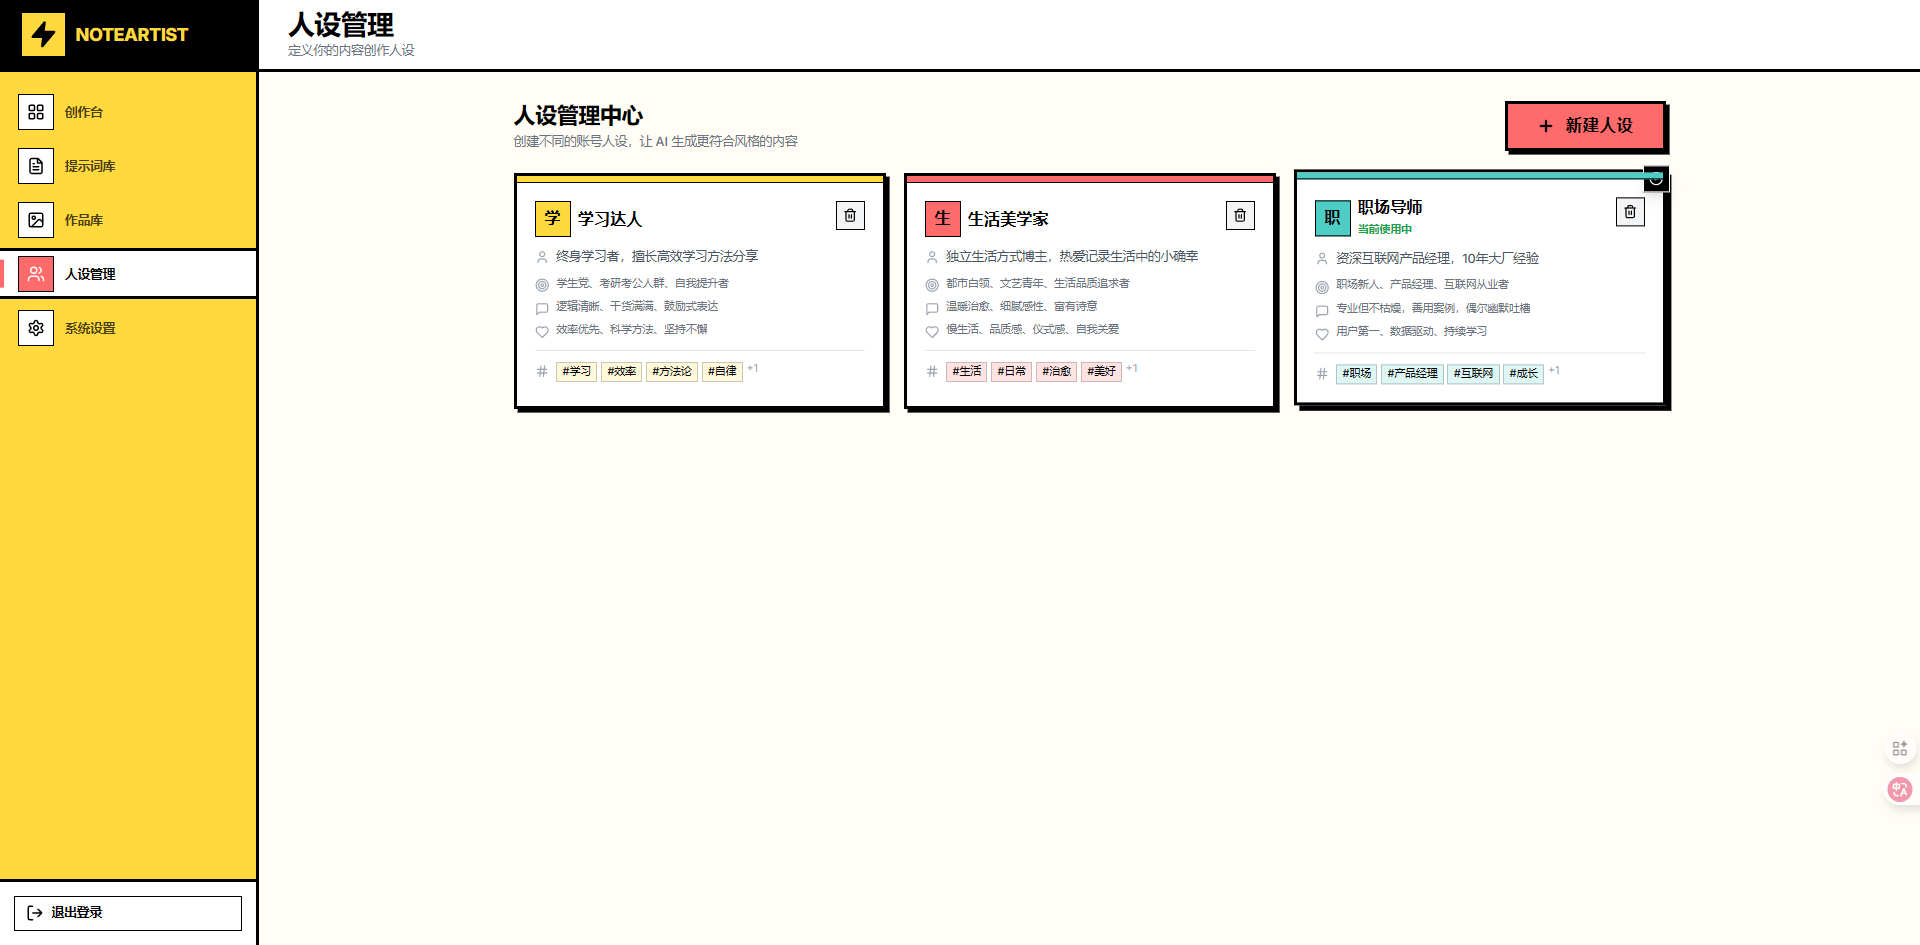 NOTEARTIST
人设管理
定义你的内容创作人设
创作台
提示词库
作品库
人设管理
系统设置
退出登录
人设管理中心
创建不同的账号人设，让 AI 生成更符合风格的内容
+ 新建人设
学
学习达人
终身学习者，擅长高效学习方法分享
学生党、考研考公人群、自我提升者
逻辑清晰、干货满满、鼓励式表达
效率优先、科学方法、坚持不懈
# #学习 #效率 #方法论 #自律 +1
生
生活美学家
独立生活方式博主，热爱记录生活中的小确幸
都市白领、文艺青年、生活品质追求者
温暖治愈、细腻感性、富有诗意
慢生活、品质感、仪式感、自我关爱
# #生活 #日常 #治愈 #美好 +1
职
职场导师
当前使用中
资深互联网产品经理，10年大厂经验
职场新人、产品经理、互联网从业者
专业但不枯燥，善用案例，偶尔幽默吐槽
用户第一、数据驱动、持续学习
# #职场 #产品经理 #互联网 #成长 +1